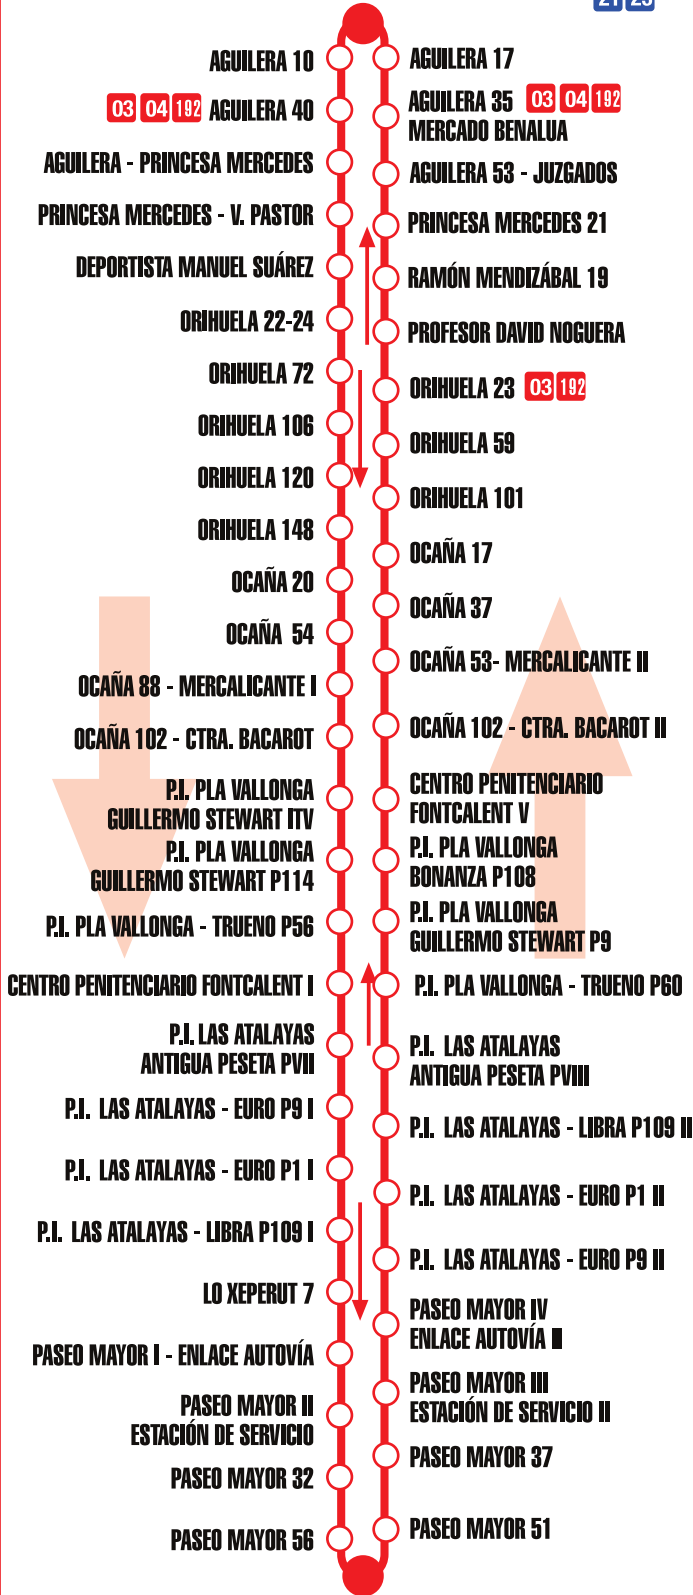 21 23
AGUILERA 10
03 04 192 AGUILERA 40
AGUILERA - PRINCESA MERCEDES
PRINCESA MERCEDES - V. PASTOR
DEPORTISTA MANUEL SUÁREZ
ORIHUELA 22-24
ORIHUELA 72
ORIHUELA 106
ORIHUELA 120
ORIHUELA 148
OCAÑA 20
OCAÑA 54
OCAÑA 88 - MERCALICANTE I
OCAÑA 102 - CTRA. BACAROT
P.I. PLA VALLONGA
GUILLERMO STEWART ITV
P.I. PLA VALLONGA
GUILLERMO STEWART P114
P.I. PLA VALLONGA - TRUENO P56
CENTRO PENITENCIARIO FONTCALENT I
P.I. LAS ATALAYAS
ANTIGUA PESETA PVII
P.I. LAS ATALAYAS - EURO P9 I
P.I. LAS ATALAYAS - EURO P1 I
P.I. LAS ATALAYAS - LIBRA P109 I
LO XEPERUT 7
PASEO MAYOR I - ENLACE AUTOVÍA
PASEO MAYOR II
ESTACIÓN DE SERVICIO
PASEO MAYOR 32
PASEO MAYOR 56
AGUILERA 17
AGUILERA 35 03 04 192
MERCADO BENALUA
AGUILERA 53 - JUZGADOS
PRINCESA MERCEDES 21
RAMÓN MENDIZÁBAL 19
PROFESOR DAVID NOGUERA
ORIHUELA 23 03 192
ORIHUELA 59
ORIHUELA 101
OCAÑA 17
OCAÑA 37
OCAÑA 53- MERCALICANTE II
OCAÑA 102 - CTRA. BACAROT II
CENTRO PENITENCIARIO
FONTCALENT V
P.I. PLA VALLONGA
BONANZA P108
P.I. PLA VALLONGA
GUILLERMO STEWART P9
P.I. PLA VALLONGA - TRUENO P60
P.I. LAS ATALAYAS
ANTIGUA PESETA PVIII
P.I. LAS ATALAYAS - LIBRA P109 II
P.I. LAS ATALAYAS - EURO P1 II
P.I. LAS ATALAYAS - EURO P9 II
PASEO MAYOR IV
ENLACE AUTOVÍA II
PASEO MAYOR III
ESTACIÓN DE SERVICIO II
PASEO MAYOR 37
PASEO MAYOR 51